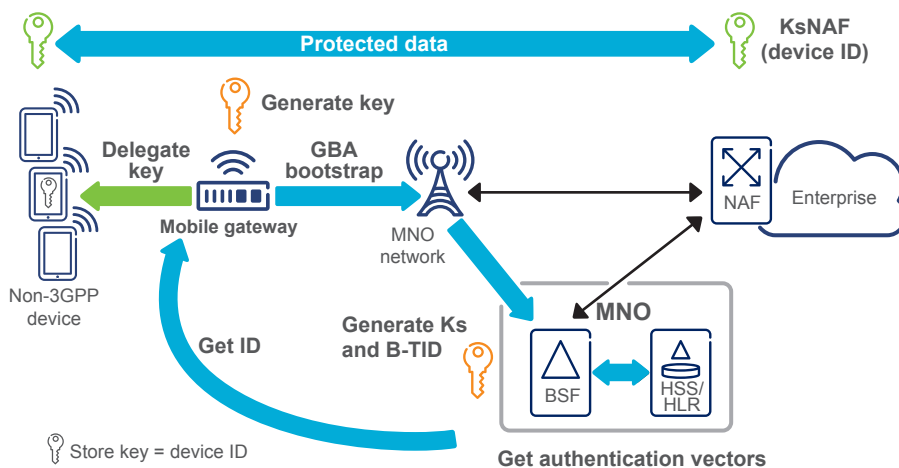 Protected data
KsNAF
(device ID)
Generate key
Delegate
key
GBA
bootstrap
Mobile gateway
MNO
network
NAF
Enterprise
Non-3GPP
device
Get ID
Generate Ks
and B-TID
MNO
BSF
HSS/
HLR
Store key = device ID
Get authentication vectors